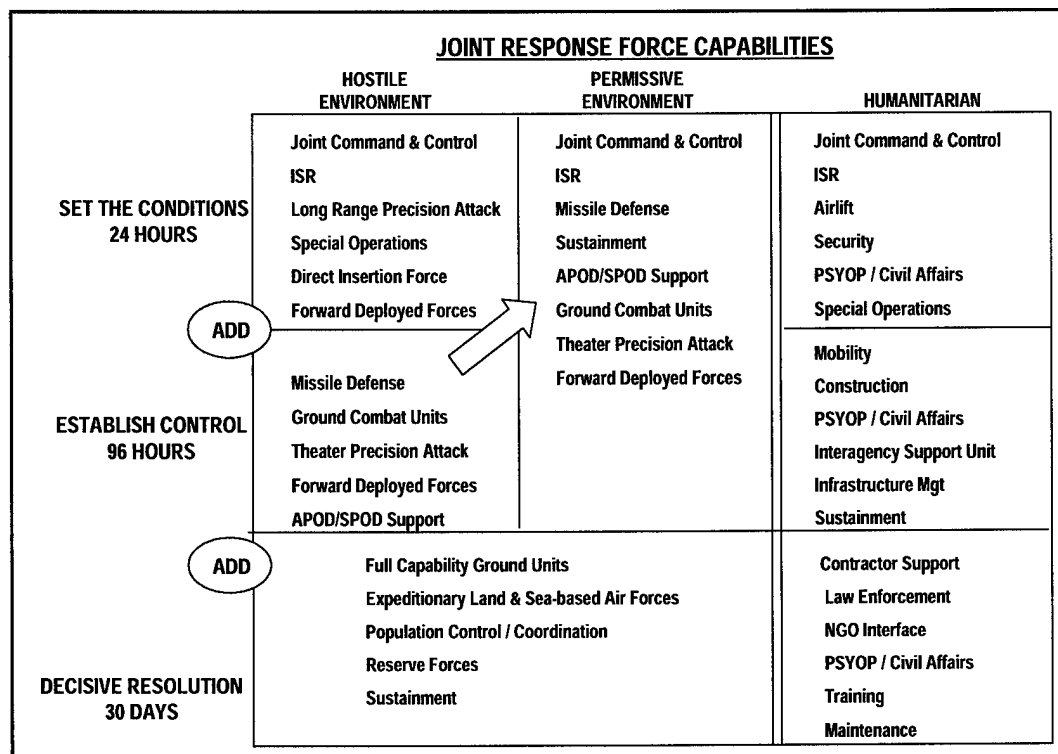 JOINT RESPONSE FORCE CAPABILITIES
HOSTILE
ENVIRONMENT
PERMISSIVE
ENVIRONMENT
HUMANITARIAN
SET THE CONDITIONS
24 HOURS
Joint Command & Control
ISR
Long Range Precision Attack
Special Operations
Direct Insertion Force
Forward Deployed Forces
Joint Command & Control
ISR
Missile Defense
Sustainment
APOD/SPOD Support
Ground Combat Units
Theater Precision Attack
Forward Deployed Forces
Joint Command & Control
ISR
Airlift
Security
PSYOP / Civil Affairs
Special Operations
ADD
ESTABLISH CONTROL
96 HOURS
Missile Defense
Ground Combat Units
Theater Precision Attack
Forward Deployed Forces
APOD/SPOD Support
Mobility
Construction
PSYOP / Civil Affairs
Interagency Support Unit
Infrastructure Mgt
Sustainment
ADD
DECISIVE RESOLUTION
30 DAYS
Full Capability Ground Units
Expeditionary Land & Sea-based Air Forces
Population Control / Coordination
Reserve Forces
Sustainment
Contractor Support
Law Enforcement
NGO Interface
PSYOP / Civil Affairs
Training
Maintenance